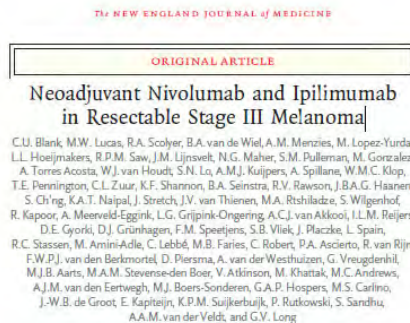 The NEW ENGLAND JOURNAL of MEDICINE
ORIGINAL ARTICLE
Neoadjuvant Nivolumab and Ipilimumab
in Resectable Stage III Melanoma
C.U. Blank, M.W. Lucas, R.A. Scolyer, B.A. van de Wiel, A.M. Menzies, M. Lopez-Yurda,
L.L. Hoeijmakers, R.P.M. Saw, J.M. Lijnsvelt, N.G. Maher, S.M. Pulleman, M. Gonzalez,
A. Torres Acosta, W.J. van Houdt, S.N. Lo, A.M.J. Kuijpers, A. Spillane, W.M.C. Klop,
T.E. Pennington, C.L. Zuur, K.F. Shannon, B.A. Seinstra, R.V. Rawson, J.B.A.G. Haanen,
S. Ch'ng, K.A.T. Naipal, J. Stretch, J.V. van Thienen, M.A. Rtshiladze, S. Wilgenhof,
R. Kapoor, A. Meerveld-Eggink, L.G. Grijpink-Ongering, A.C.J. van Akkooi, I.L.M. Reijers,
D.E. Gyorki, D.J. Grünhagen, F.M. Speetjens, S.B. Vliek, J. Placzke, L. Spain,
R.C. Stassen, M. Amini-Adle, C. Lebbé, M.B. Faries, C. Robert, P.A. Ascierto, R. van Rijn,
F.W.P.J. van den Berkmortel, D. Piersma, A. van der Westhuizen, G. Vreugdenhil,
M.J.B. Aarts, M.A.M. Stevense-den Boer, V. Atkinson, M. Khattak, M.C. Andrews,
A.J.M. van den Eertwegh, M.J. Boers-Sonderen, G.A.P. Hospers, M.S. Carlino,
J.-W.B. de Groot, E. Kapiteijn, K.P.M. Suijkerbuijk, P. Rutkowski, S. Sandhu,
A.A.M. van der Veldt, and G.V. Long